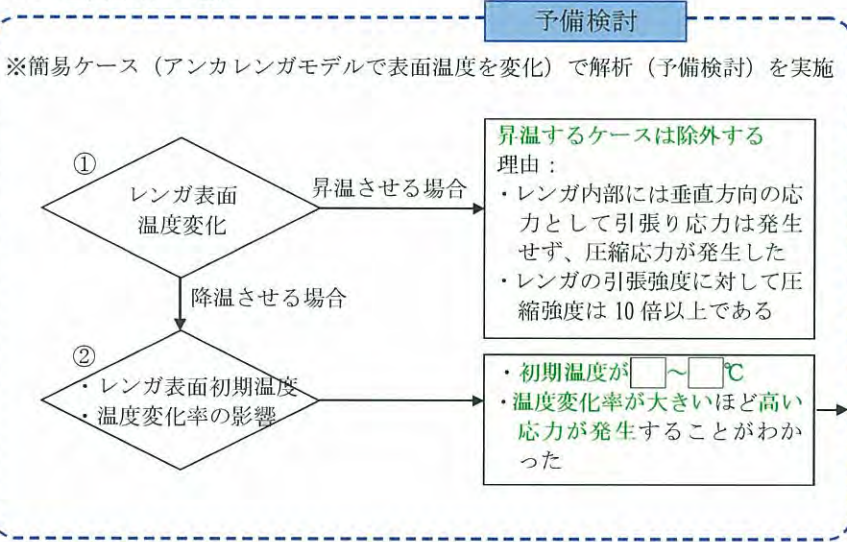 予備検討
※簡易ケース（アンカレンガモデルで表面温度を変化）で解析（予備検討）を実施
①
レンガ表面
温度変化
昇温させる場合
昇温するケースは除外する
理由：
・レンガ内部には垂直方向の応
力として引張り応力は発生
せず、圧縮応力が発生した
・レンガの引張強度に対して圧
縮強度は 10 倍以上である
降温させる場合
②
・レンガ表面初期温度
・温度変化率の影響
・初期温度が□～□℃
・温度変化率が大きいほど高い
応力が発生することがわか
った